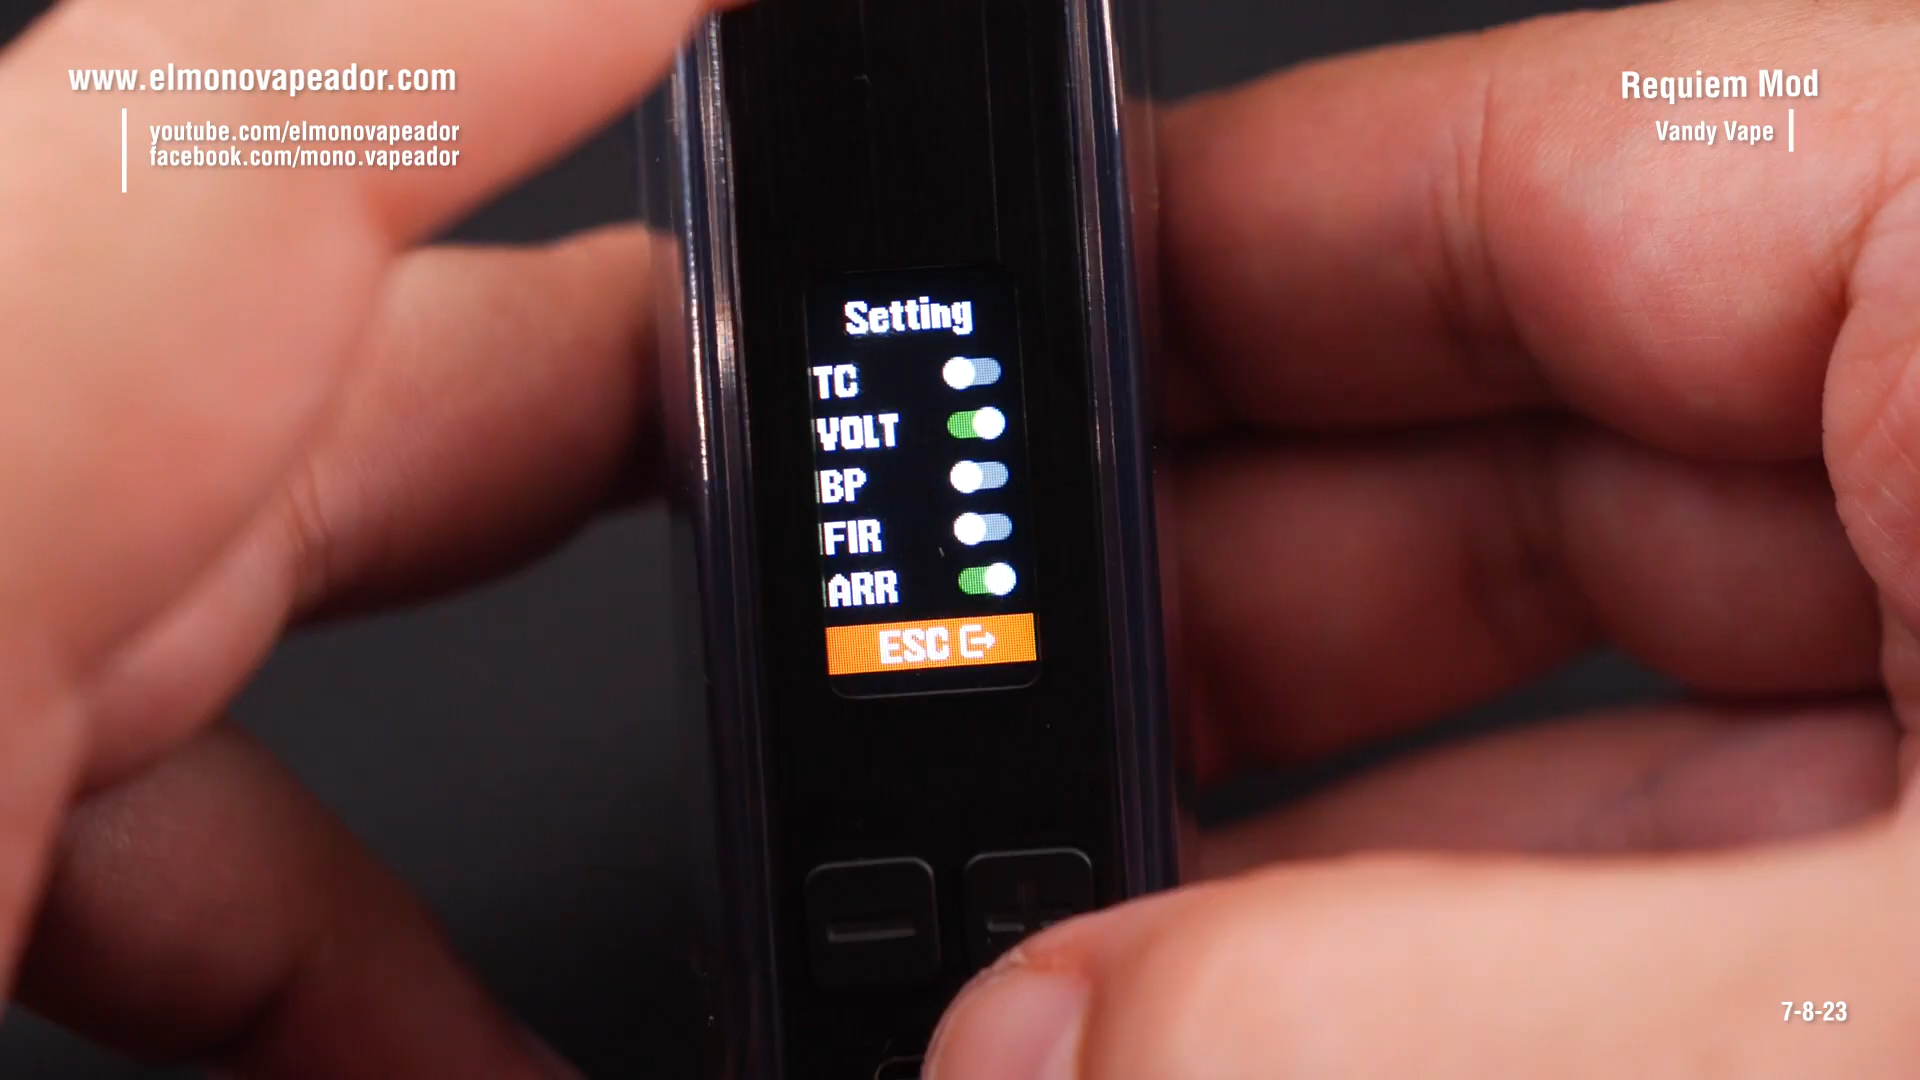 www.elmonovapeador.com
youtube.com/elmonovapeador
facebook.com/mono.vapeador
Requiem Mod
Vandy Vape
Setting
TC
VOLT
BP
FIR
ARR
ESC
7-8-23